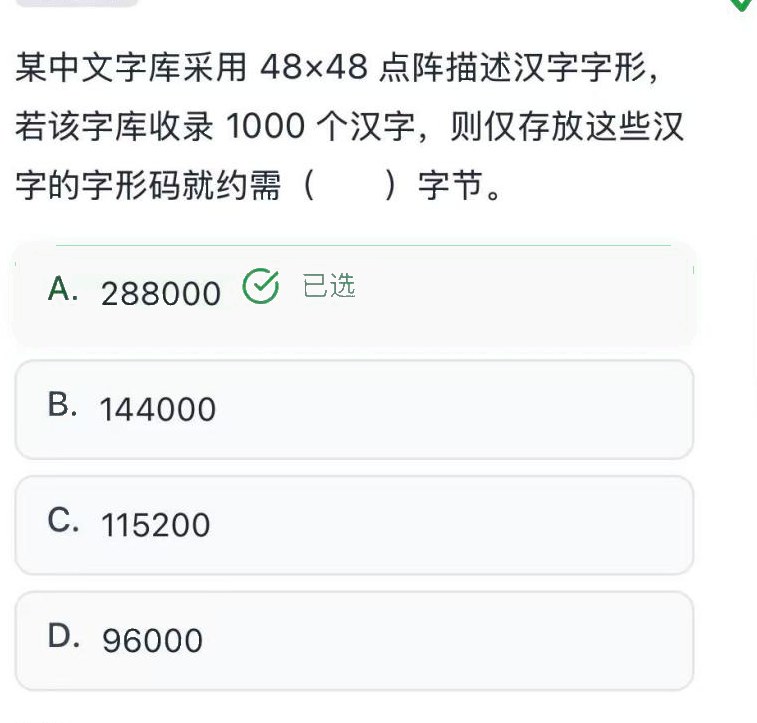 某中文字库采用 48×48 点阵描述汉字字形，
若该字库收录 1000 个汉字，则仅存放这些汉
字的字形码就约需（　　）字节。
A. 288000 已选
B. 144000
C. 115200
D. 96000